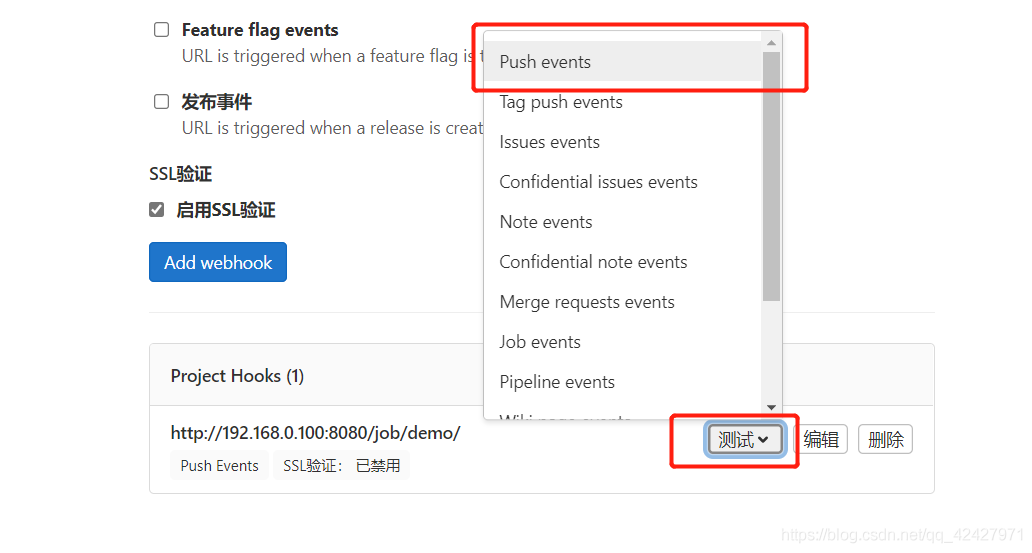 Feature flag events
URL is triggered when a feature flag is t
发布事件
URL is triggered when a release is creat
SSL验证
启用SSL验证
Add webhook
Push events
Tag push events
Issues events
Confidential issues events
Note events
Confidential note events
Merge requests events
Job events
Pipeline events
Wiki page events
Project Hooks (1)
http://192.168.0.100:8080/job/demo/
测试 编辑 删除
Push Events SSL验证： 已禁用
https://blog.csdn.net/qq_42427971